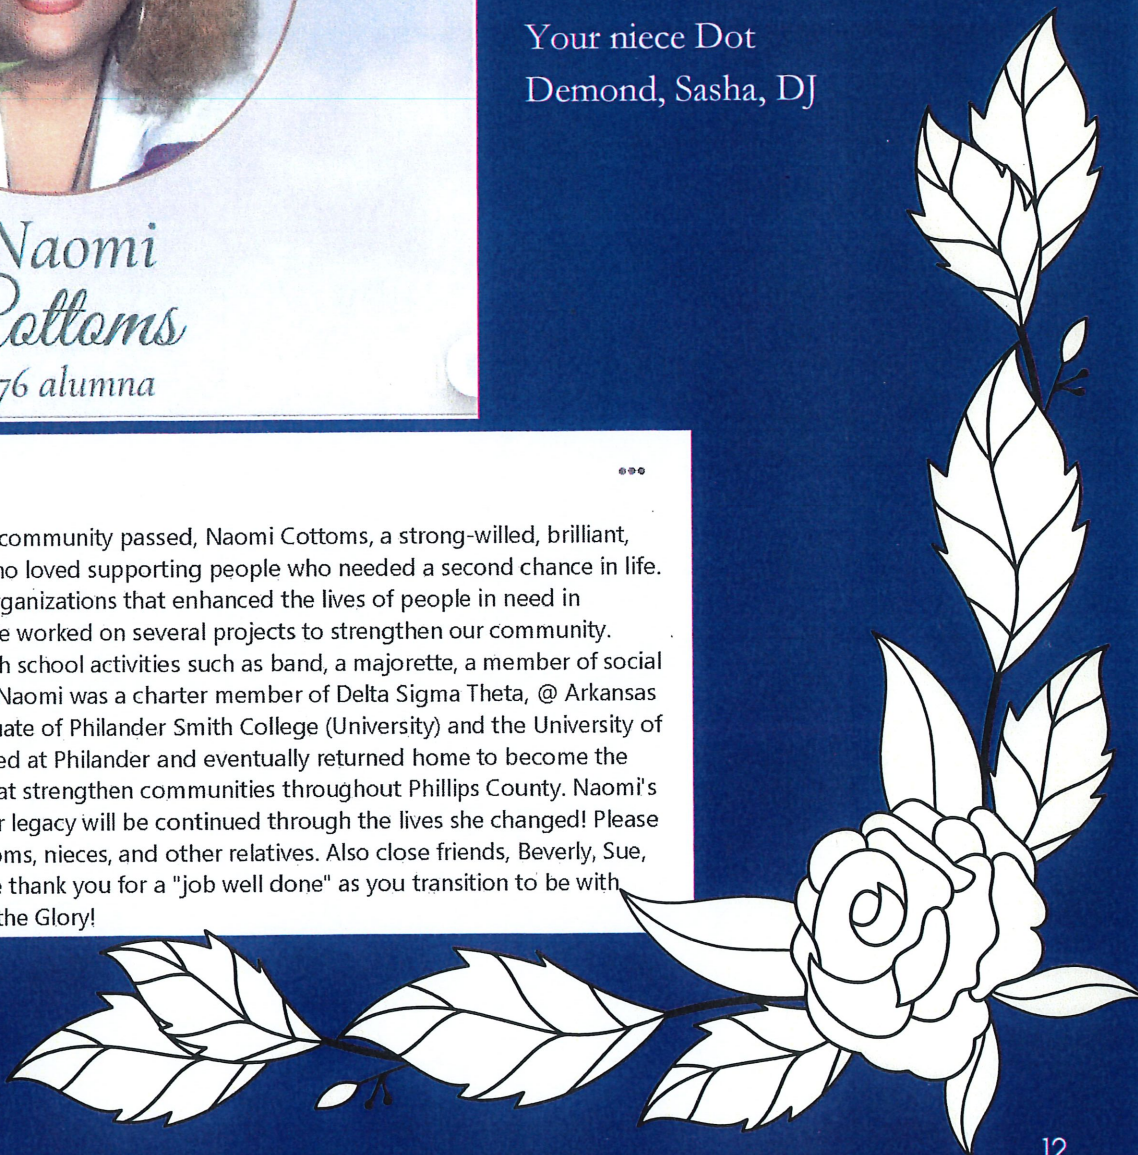 Your niece Dot
Demond, Sasha, DJ
Naomi
Cottoms
76 alumna
community passed, Naomi Cottoms, a strong-willed, brilliant,
loved supporting people who needed a second chance in life.
ganizations that enhanced the lives of people in need in
e worked on several projects to strengthen our community.
h school activities such as band, a majorette, a member of social
Naomi was a charter member of Delta Sigma Theta, @ Arkansas
ate of Philander Smith College (University) and the University of
ed at Philander and eventually returned home to become the
at strengthen communities throughout Phillips County. Naomi's
r legacy will be continued through the lives she changed! Please
oms, nieces, and other relatives. Also close friends, Beverly, Sue,
e thank you for a "job well done" as you transition to be with
the Glory!
12